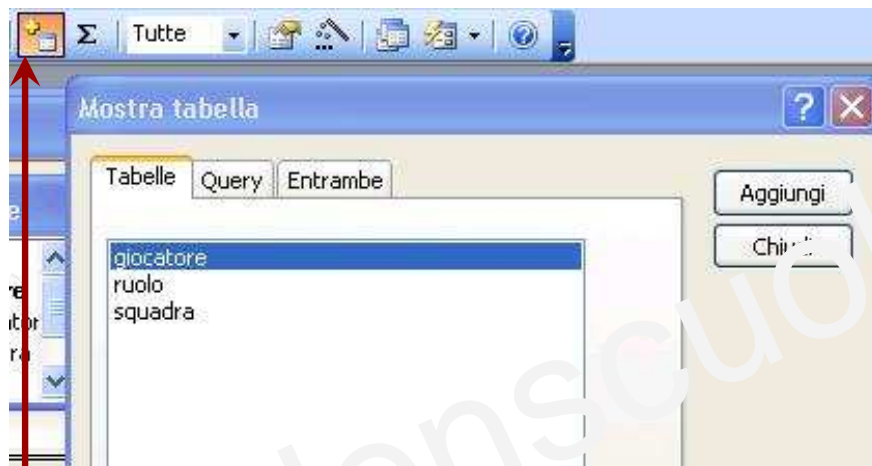 Σ Tutte
Mostra tabella
Tabelle Query Entrambe
Aggiungi
giocatore
ruolo
squadra